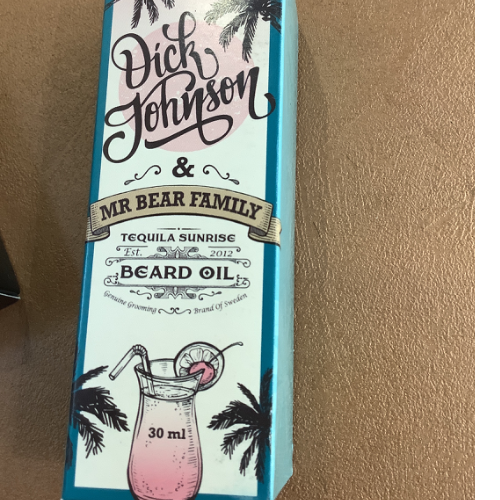 Dick
Johnson
&
MR BEAR FAMILY
TEQUILA SUNRISE
Est. 2012
BEARD OIL
Genuine Grooming Brand Of Sweden
30 ml